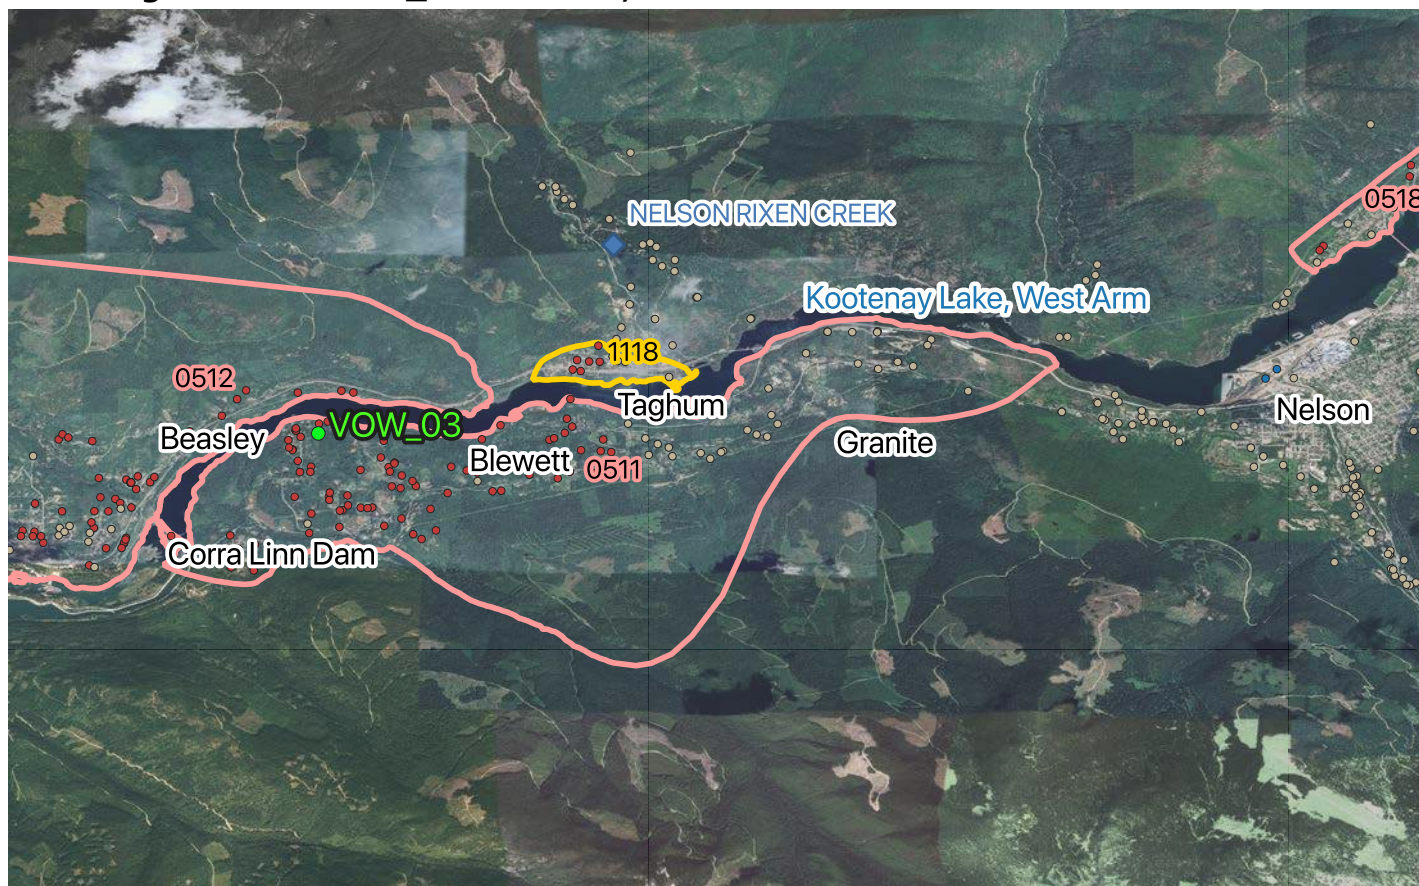 0518
NELSON RIXEN CREEK
Kootenay Lake, West Arm
1118
0512
Taghum
Nelson
VOW_03
Beasley
Granite
Blewett
0511
Corra Linn Dam